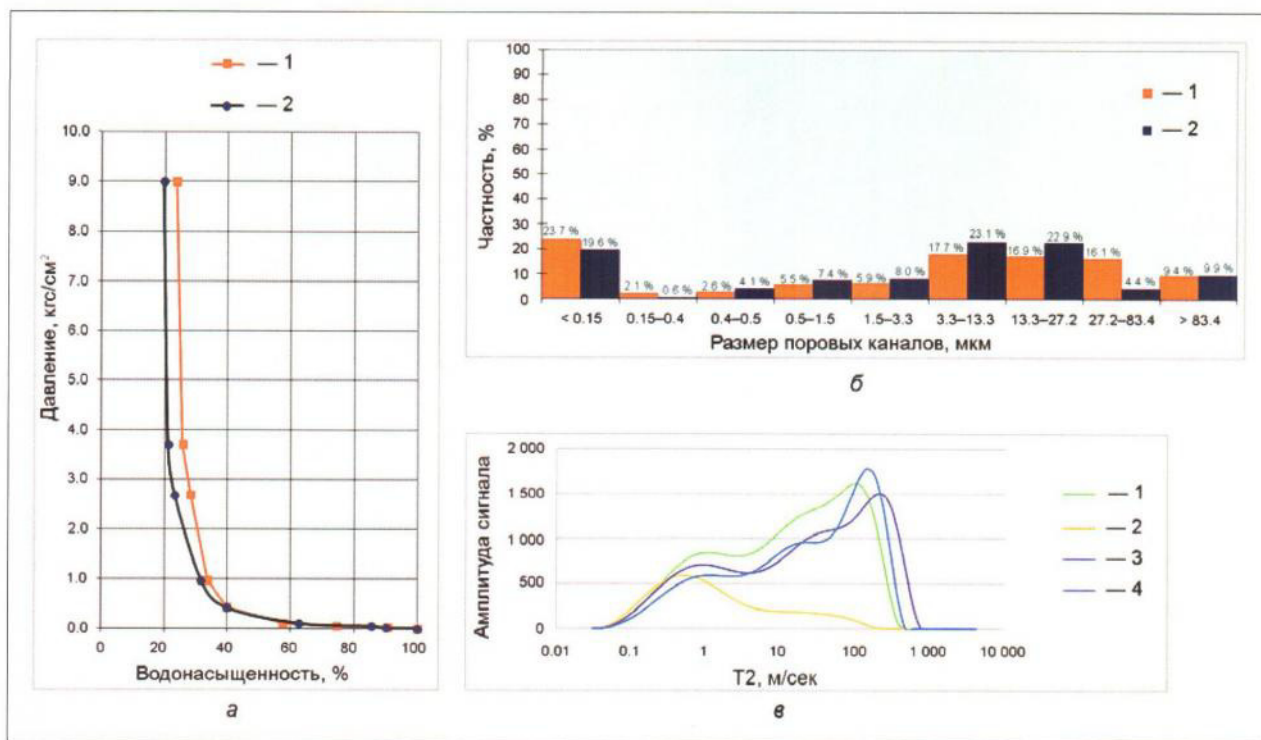 — 1
— 2
10.0
9.0
8.0
7.0
6.0
5.0
4.0
3.0
2.0
1.0
0.0
Давление, кгс/см²
0 20 40 60 80 100
Водонасыщенность, %
а
100
90
80
70
60
50
40
30
20
10
0
Частность, %
— 1
— 2
23.7 % 19.6 % 2.1 % 0.6 % 2.6 % 4.1 % 5.5 % 7.4 % 5.9 % 8.0 % 17.7 % 23.1 % 16.9 % 22.9 % 16.1 % 4.4 % 9.4 % 9.9 %
< 0.15 0.15–0.4 0.4–0.5 0.5–1.5 1.5–3.3 3.3–13.3 13.3–27.2 27.2–83.4 > 83.4
Размер поровых каналов, мкм
б
2 000
1 500
1 000
500
0
Амплитуда сигнала
0.01 0.1 1 10 100 1 000 10 000
T2, м/сек
— 1
— 2
— 3
— 4
в